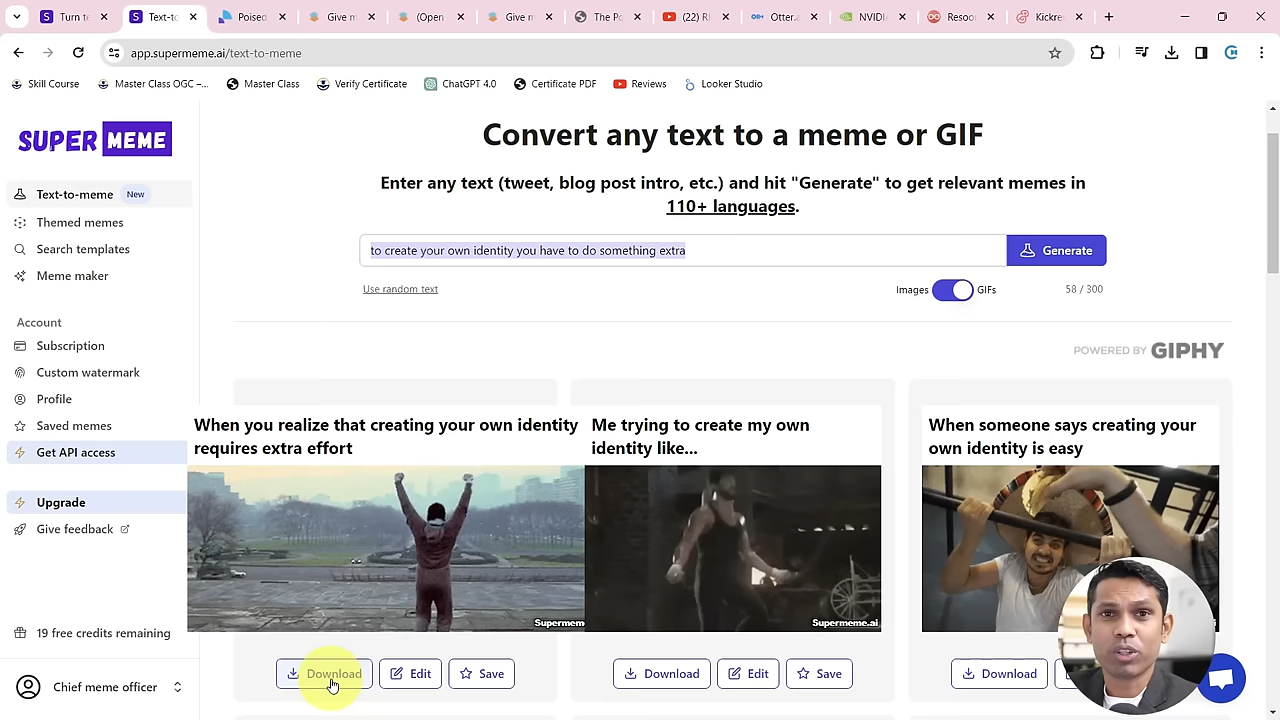 Turn te
Text-to
Poised
Give m
(Open
Give m
The Po
(22) R
Otter.a
NVIDI
Resoo
Kickre
app.supermeme.ai/text-to-meme
Skill Course
Master Class OGC –...
Master Class
Verify Certificate
ChatGPT 4.0
Certificate PDF
Reviews
Looker Studio
SUPER MEME
Text-to-meme New
Themed memes
Search templates
Meme maker
Account
Subscription
Custom watermark
Profile
Saved memes
Get API access
Upgrade
Give feedback
19 free credits remaining
Chief meme officer
Convert any text to a meme or GIF
Enter any text (tweet, blog post intro, etc.) and hit "Generate" to get relevant memes in
110+ languages.
to create your own identity you have to do something extra
Generate
Use random text
Images GIFs
58 / 300
POWERED BY GIPHY
When you realize that creating your own identity
requires extra effort
Supermeme
Download Edit Save
Me trying to create my own
identity like...
Supermeme.ai
Download Edit Save
When someone says creating your
own identity is easy
Download